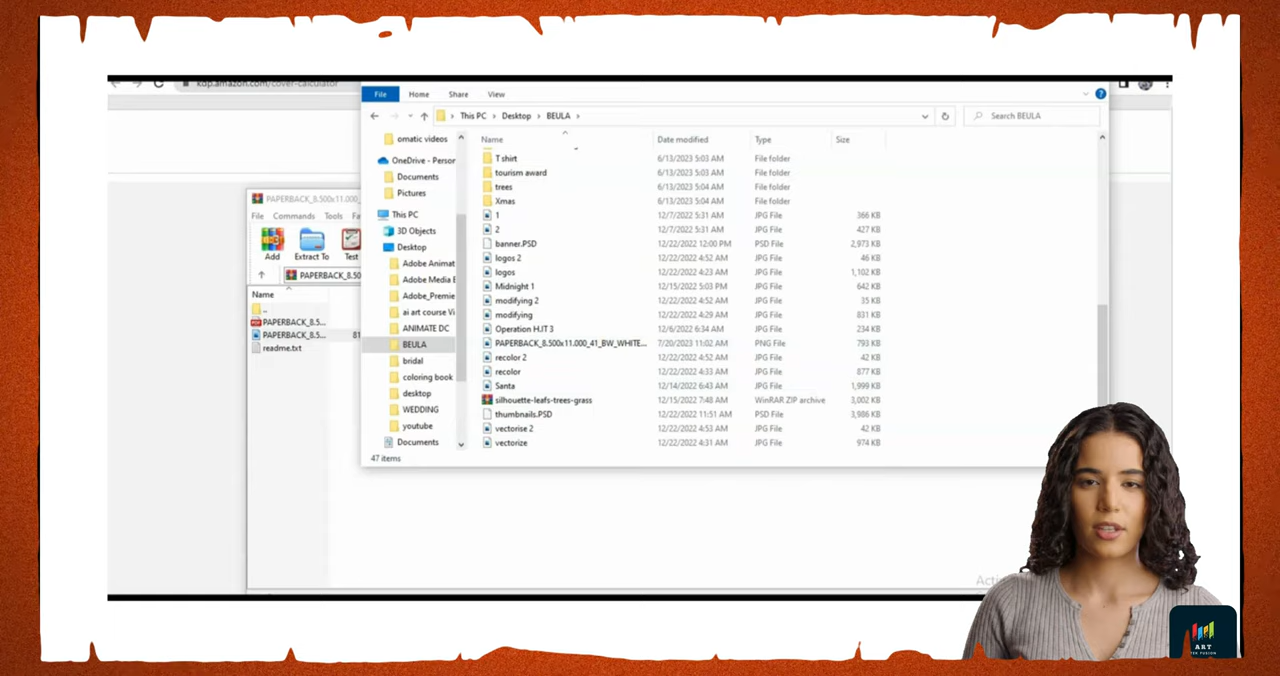 kdp.amazon.com/cover-calculator
File Home Share View
This PC Desktop BEULA
Search BEULA
PAPERBACK_8.500x11.000_
File Commands Tools Fa
Add Extract To Test
PAPERBACK_8.50
Name
..
PAPERBACK_8.5...
PAPERBACK_8.5... 81
readme.txt
omatic videos
OneDrive - Person
Documents
Pictures
This PC
3D Objects
Desktop
Adobe Animat
Adobe Media E
Adobe_Premie
ai art course Vi
ANIMATE DC
BEULA
bridal
coloring book
desktop
WEDDING
youtube
Documents
Name Date modified Type Size
T shirt 6/13/2023 5:03 AM File folder
tourism award 6/13/2023 5:03 AM File folder
trees 6/13/2023 5:04 AM File folder
Xmas 6/13/2023 5:04 AM File folder
1 12/7/2022 5:31 AM JPG File 366 KB
2 12/7/2022 5:31 AM JPG File 427 KB
banner.PSD 12/22/2022 12:00 PM PSD File 2,973 KB
logos 2 12/22/2022 4:52 AM JPG File 46 KB
logos 12/22/2022 4:23 AM JPG File 1,102 KB
Midnight 1 12/15/2022 5:03 PM JPG File 642 KB
modifying 2 12/22/2022 4:52 AM JPG File 35 KB
modifying 12/22/2022 4:29 AM JPG File 831 KB
Operation H.IT 3 12/6/2022 6:34 AM JPG File 234 KB
PAPERBACK_8.500x11.000_41_BW_WHITE... 7/20/2023 11:02 AM PNG File 793 KB
recolor 2 12/22/2022 4:52 AM JPG File 42 KB
recolor 12/22/2022 4:33 AM JPG File 877 KB
Santa 12/14/2022 6:43 AM JPG File 1,999 KB
silhouette-leafs-trees-grass 12/15/2022 7:48 AM WinRAR ZIP archive 3,002 KB
thumbnails.PSD 12/22/2022 11:51 AM PSD File 3,986 KB
vectorise 2 12/22/2022 4:53 AM JPG File 42 KB
vectorize 12/22/2022 4:31 AM JPG File 974 KB
47 items
Acti
ART